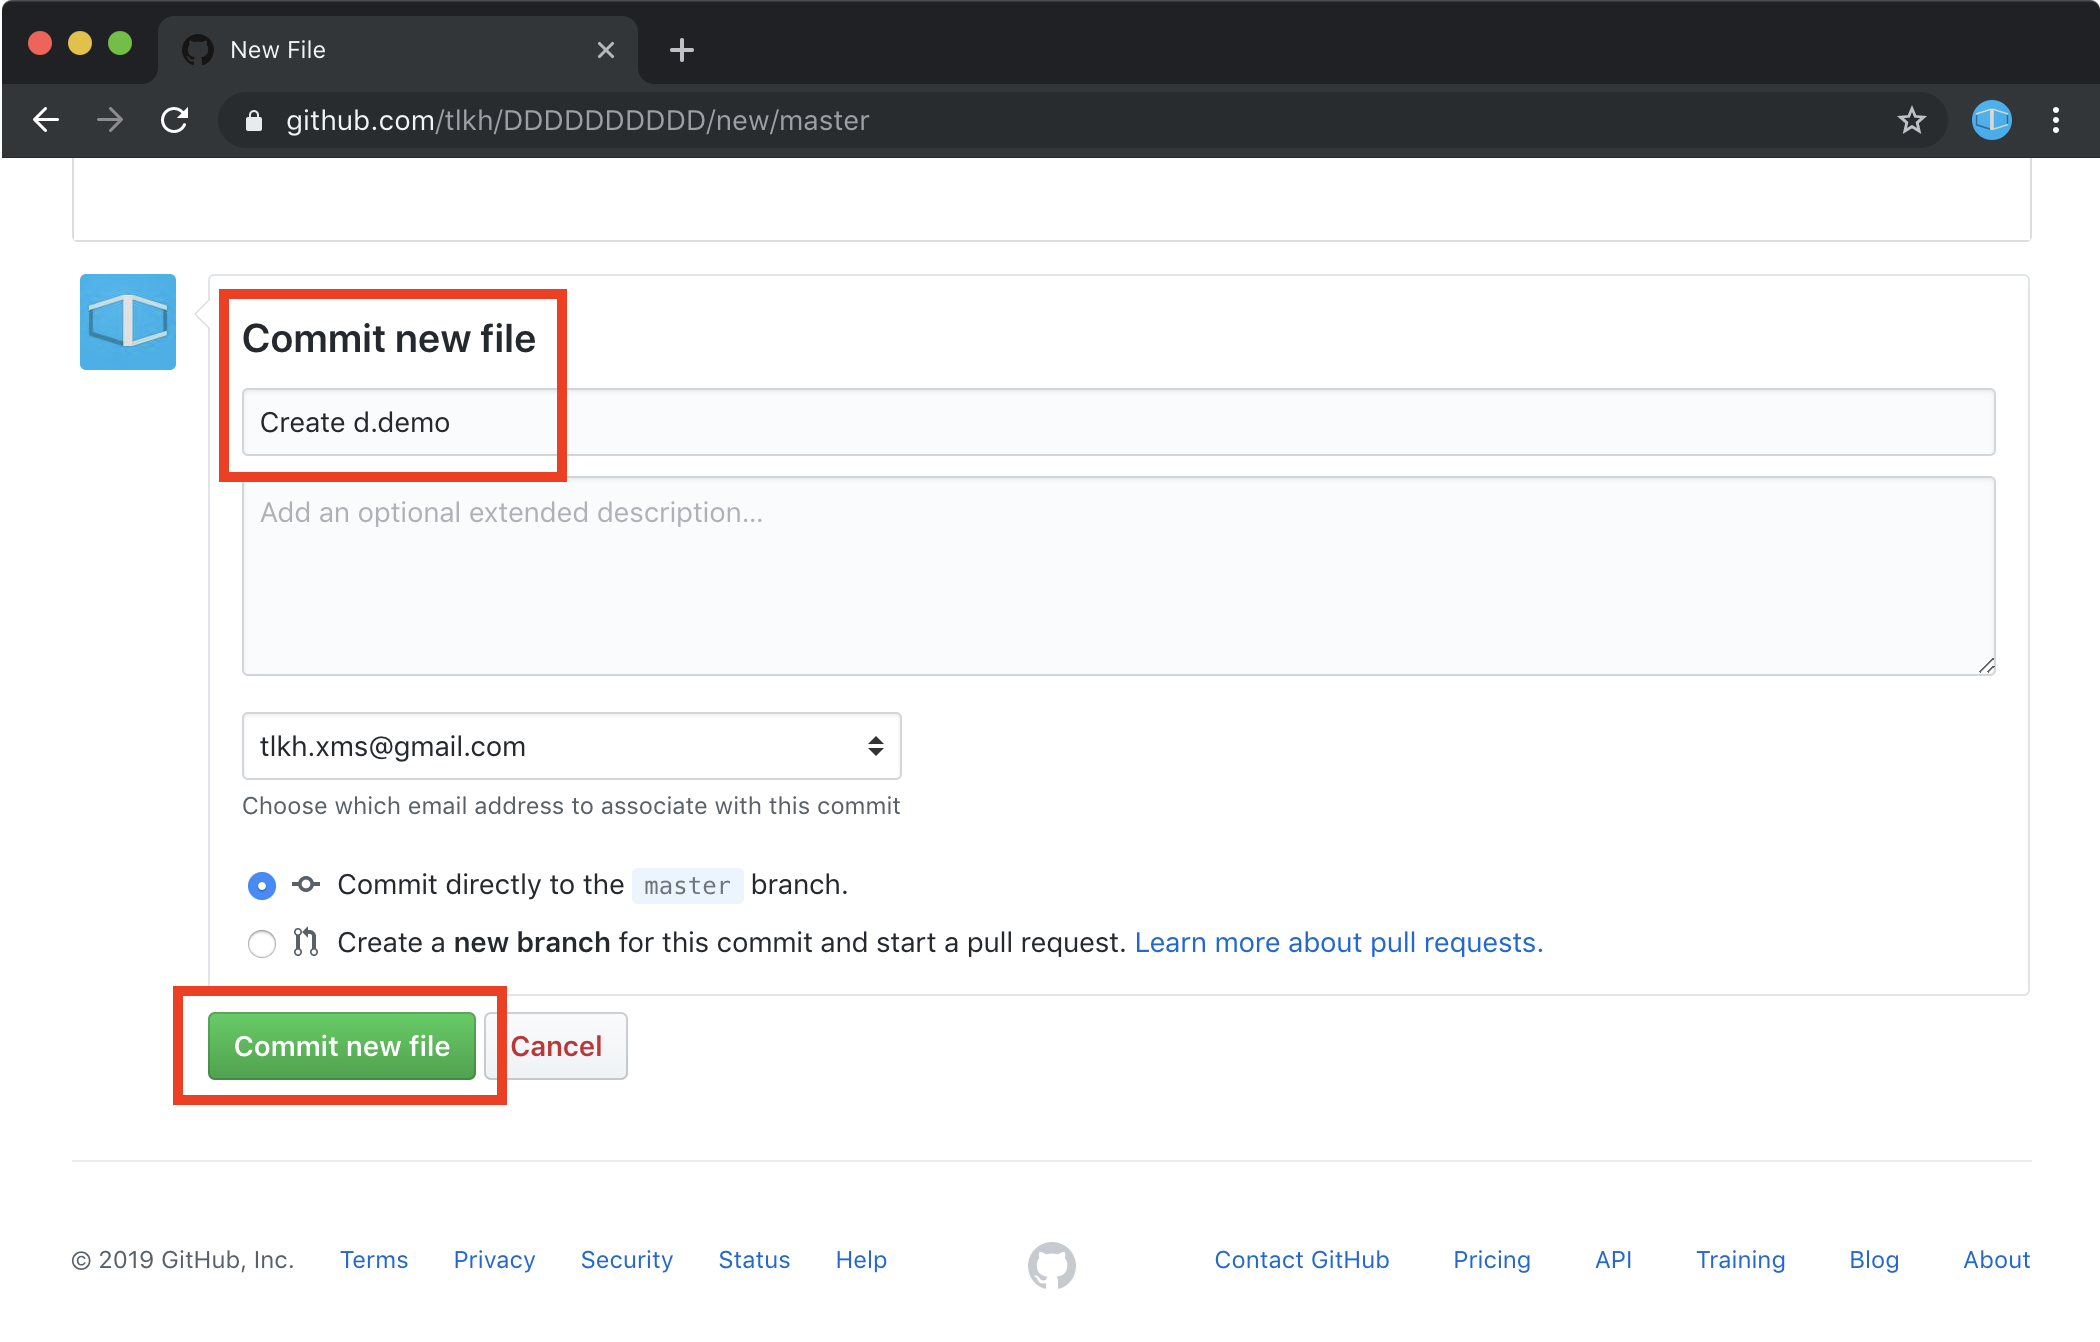 New File
github.com/tlkh/DDDDDDDDDD/new/master
Commit new file
Create d.demo
Add an optional extended description...
tlkh.xms@gmail.com
Choose which email address to associate with this commit
Commit directly to the master branch.
Create a new branch for this commit and start a pull request. Learn more about pull requests.
Commit new file Cancel
© 2019 GitHub, Inc. Terms Privacy Security Status Help Contact GitHub Pricing API Training Blog About